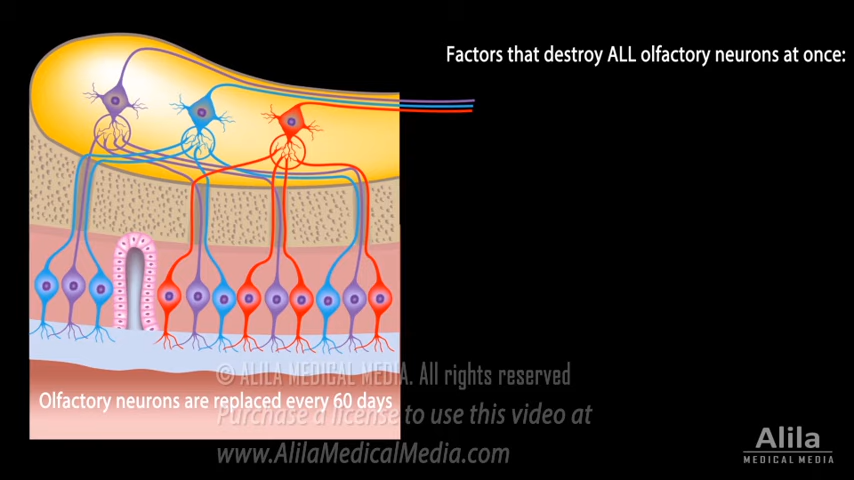 Factors that destroy ALL olfactory neurons at once:
© ALILA MEDICAL MEDIA. All rights reserved
Olfactory neurons are replaced every 60 days
Purchase a license to use this video at
www.AlilaMedicalMedia.com
Alila
MEDICAL MEDIA